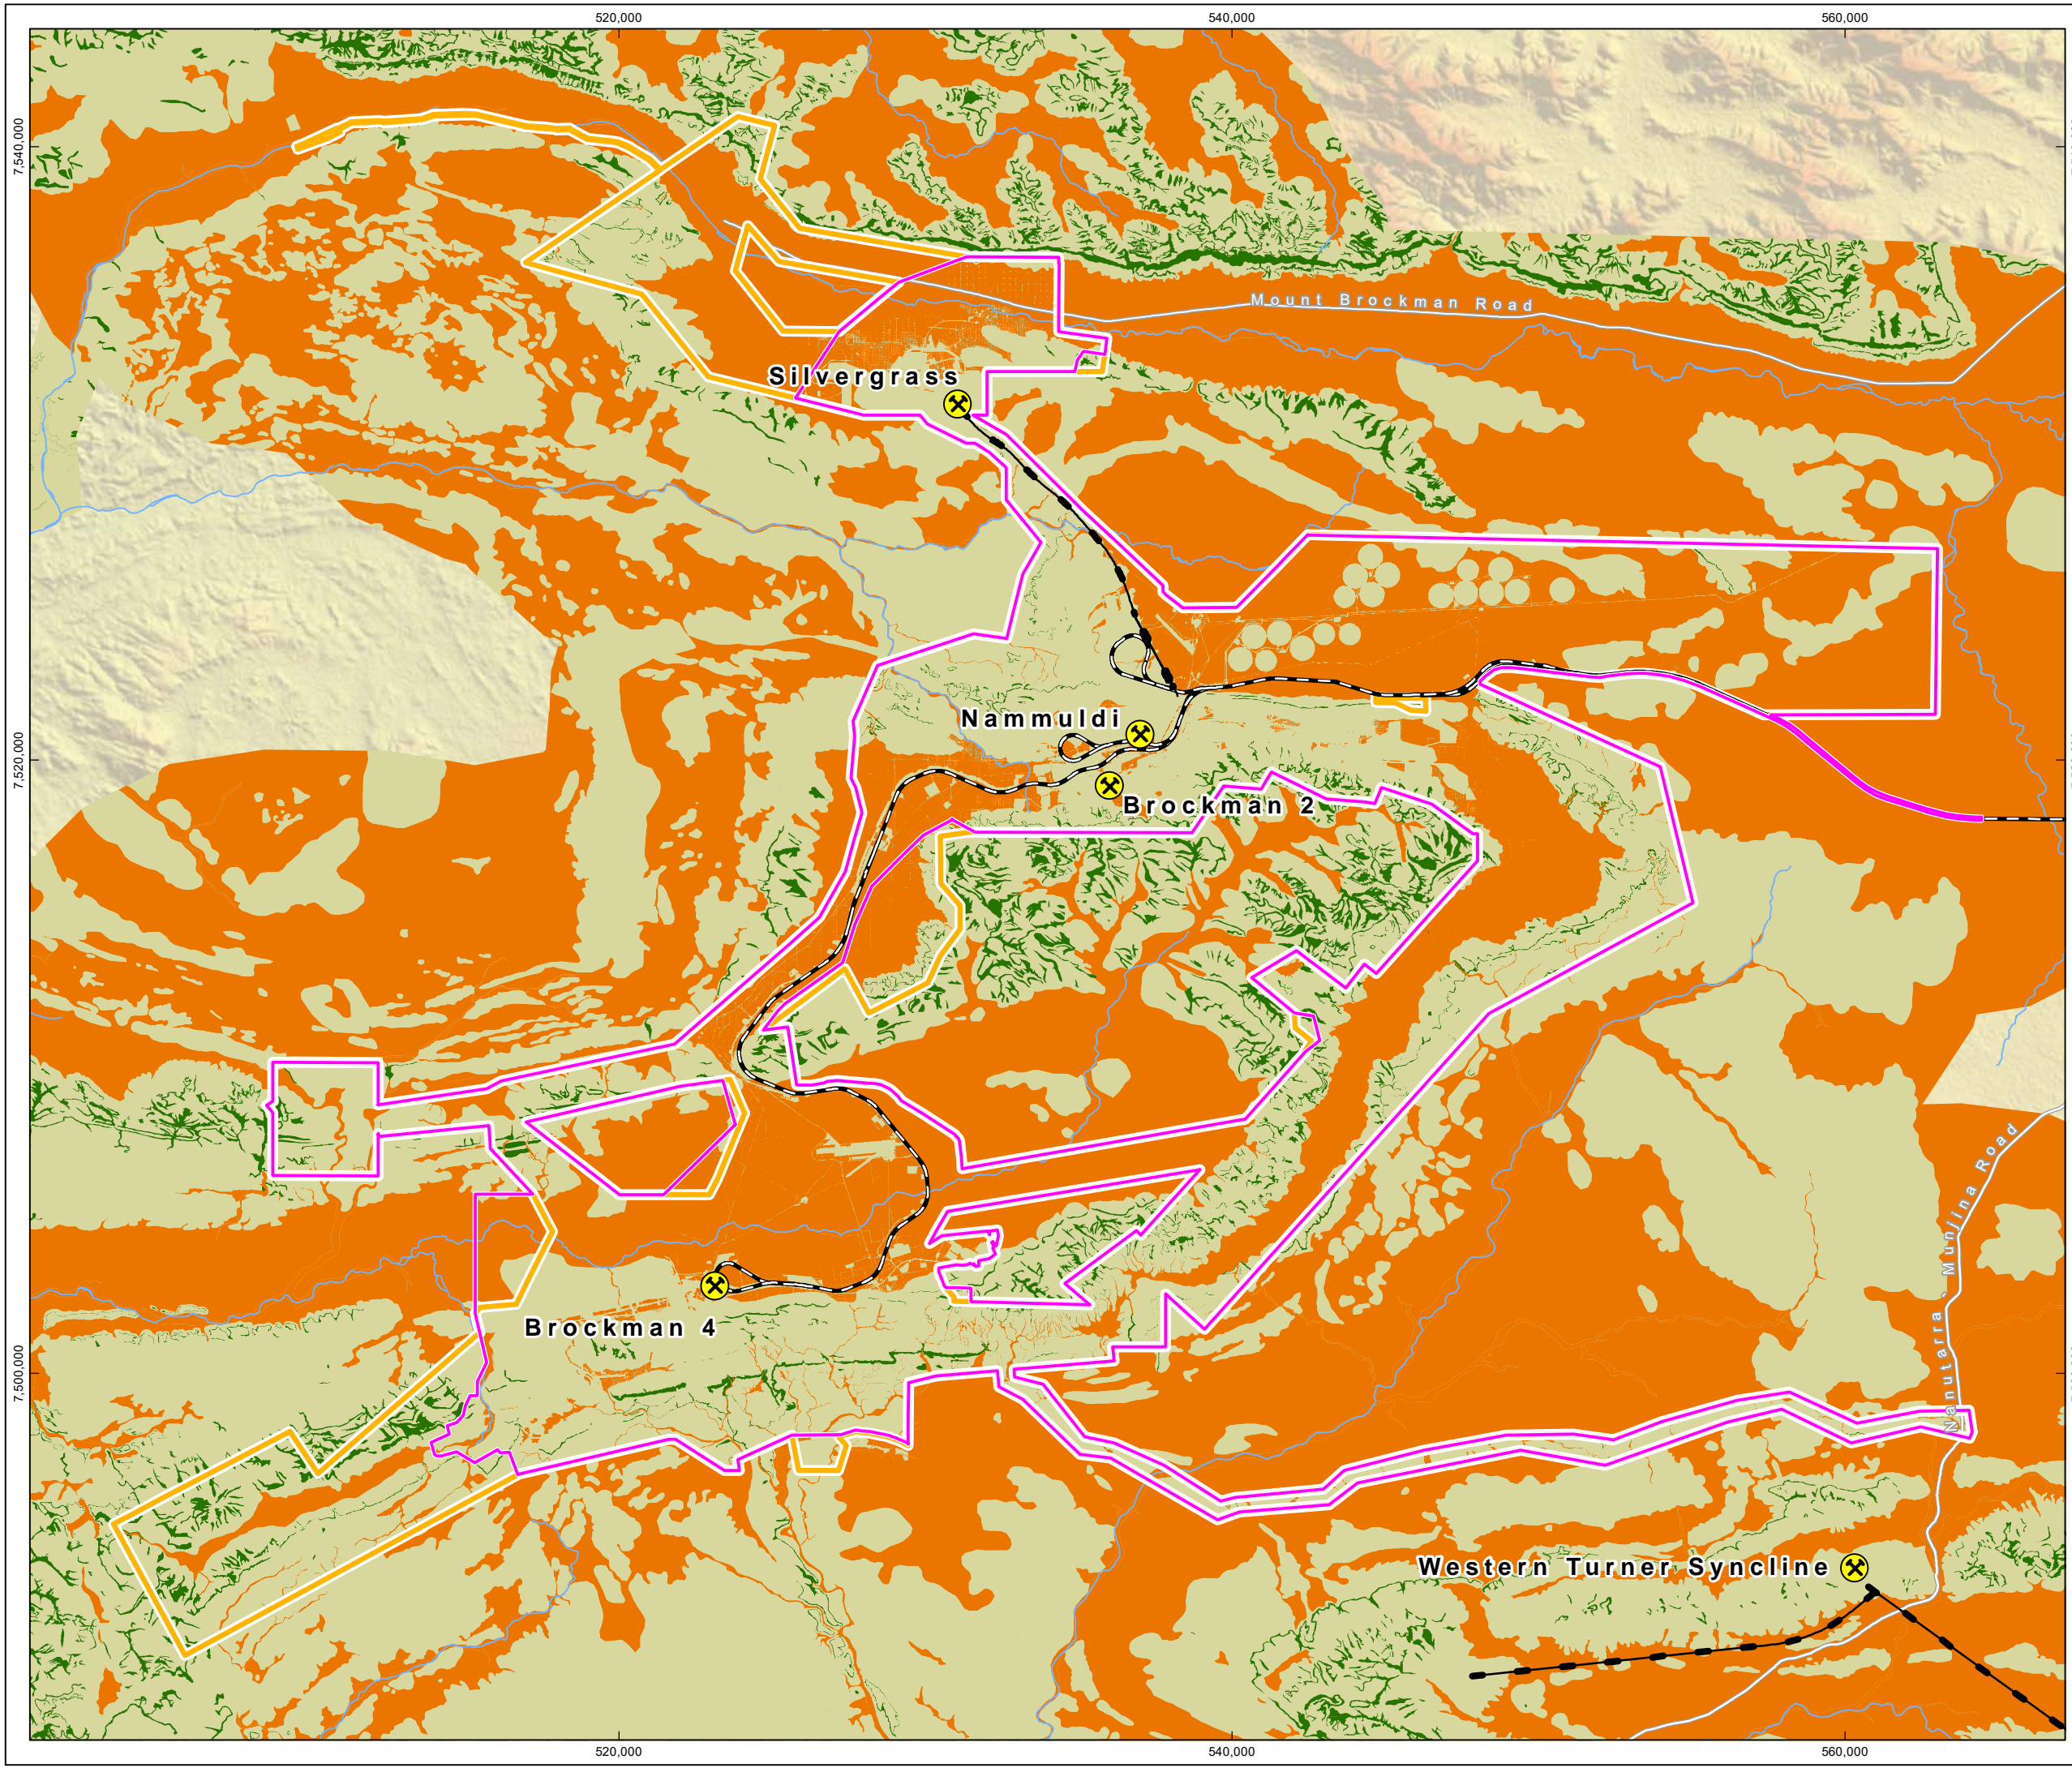 520,000
540,000
560,000
7,540,000
Mount Brockman Road
Silvergrass
Nammuldi
7,520,000
Brockman 2
Nanutarra - Munjina Road
Brockman 4
7,500,000
Western Turner Syncline
520,000
540,000
560,000